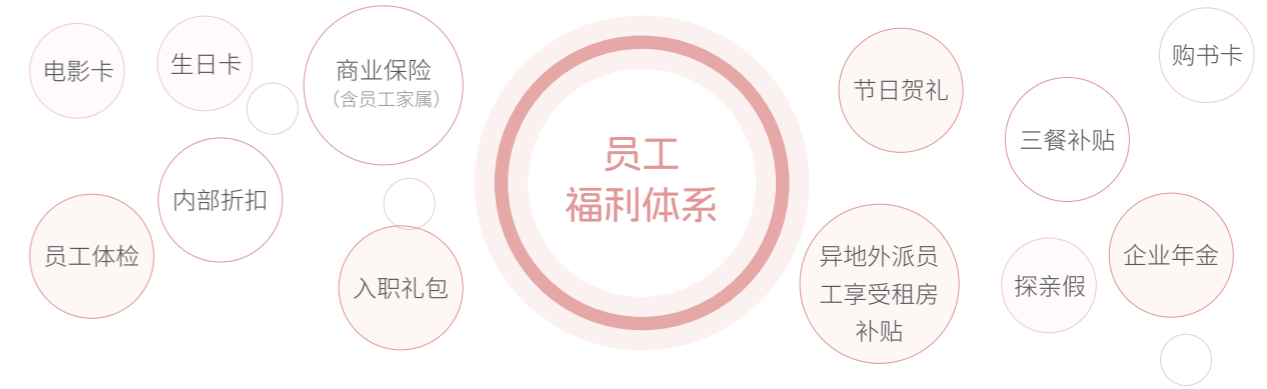 电影卡
生日卡
商业保险
（含员工家属）
内部折扣
员工体检
入职礼包
员工
福利体系
节日贺礼
购书卡
三餐补贴
异地外派员
工享受租房
补贴
探亲假
企业年金